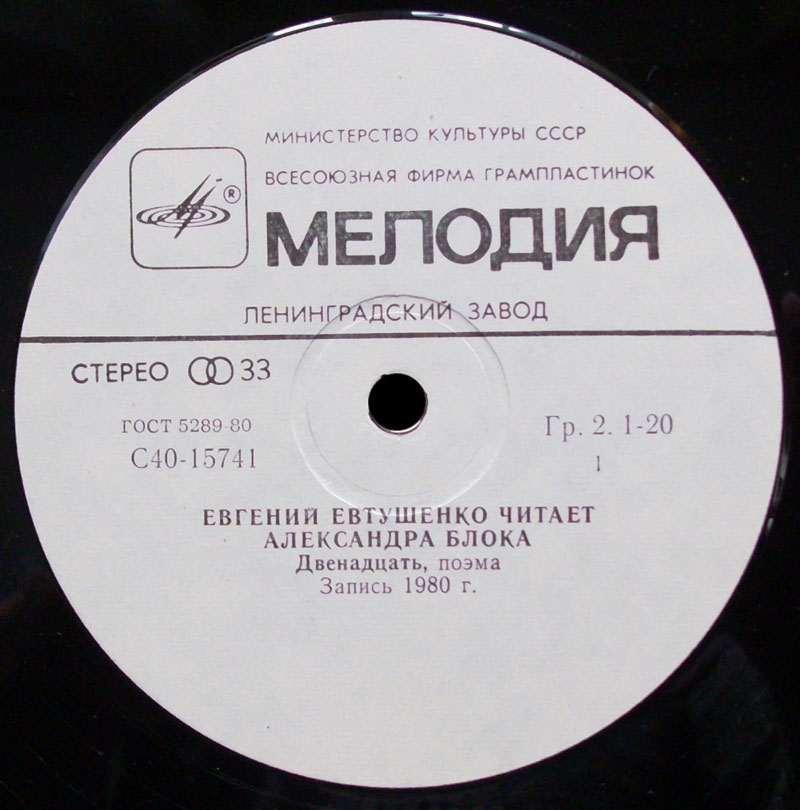 МИНИСТЕРСТВО КУЛЬТУРЫ СССР
ВСЕСОЮЗНАЯ ФИРМА ГРАМПЛАСТИНОК
®
МЕЛОДИЯ
ЛЕНИНГРАДСКИЙ ЗАВОД
СТЕРЕО 33
ГОСТ 5289-80
Гр. 2. 1-20
С40-15741
1
ЕВГЕНИЙ ЕВТУШЕНКО ЧИТАЕТ
АЛЕКСАНДРА БЛОКА
Двенадцать, поэма
Запись 1980 г.